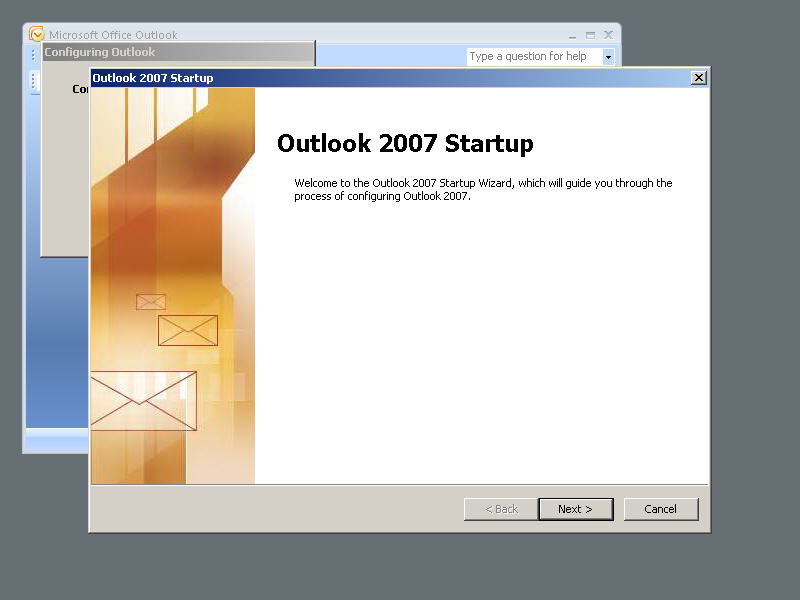 Microsoft Office Outlook
Configuring Outlook
Type a question for help
Outlook 2007 Startup
Outlook 2007 Startup
Welcome to the Outlook 2007 Startup Wizard, which will guide you through the
process of configuring Outlook 2007.
< Back
Next >
Cancel